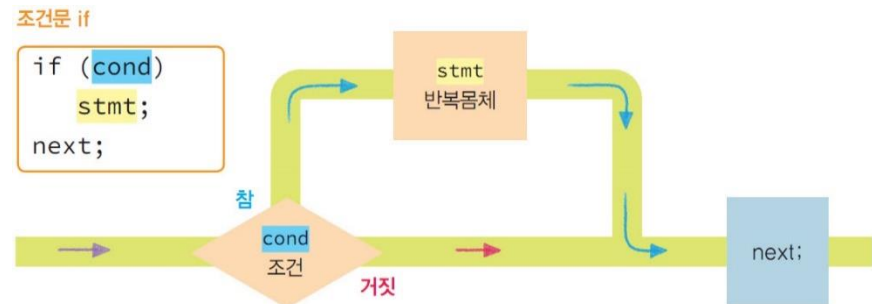 조건문 if
if (cond)
stmt;
next;
stmt
반복몸체
참
cond
조건
거짓
next;